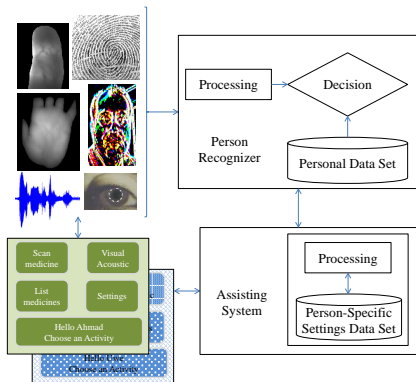 Processing
Decision
Person
Recognizer
Personal Data Set
Scan
medicine
Visual
Acoustic
List
medicines
Settings
Hello Ahmad
Choose an Activity
Hello Uwe
Choose an Activity
Assisting
System
Processing
Person-Specific
Settings Data Set